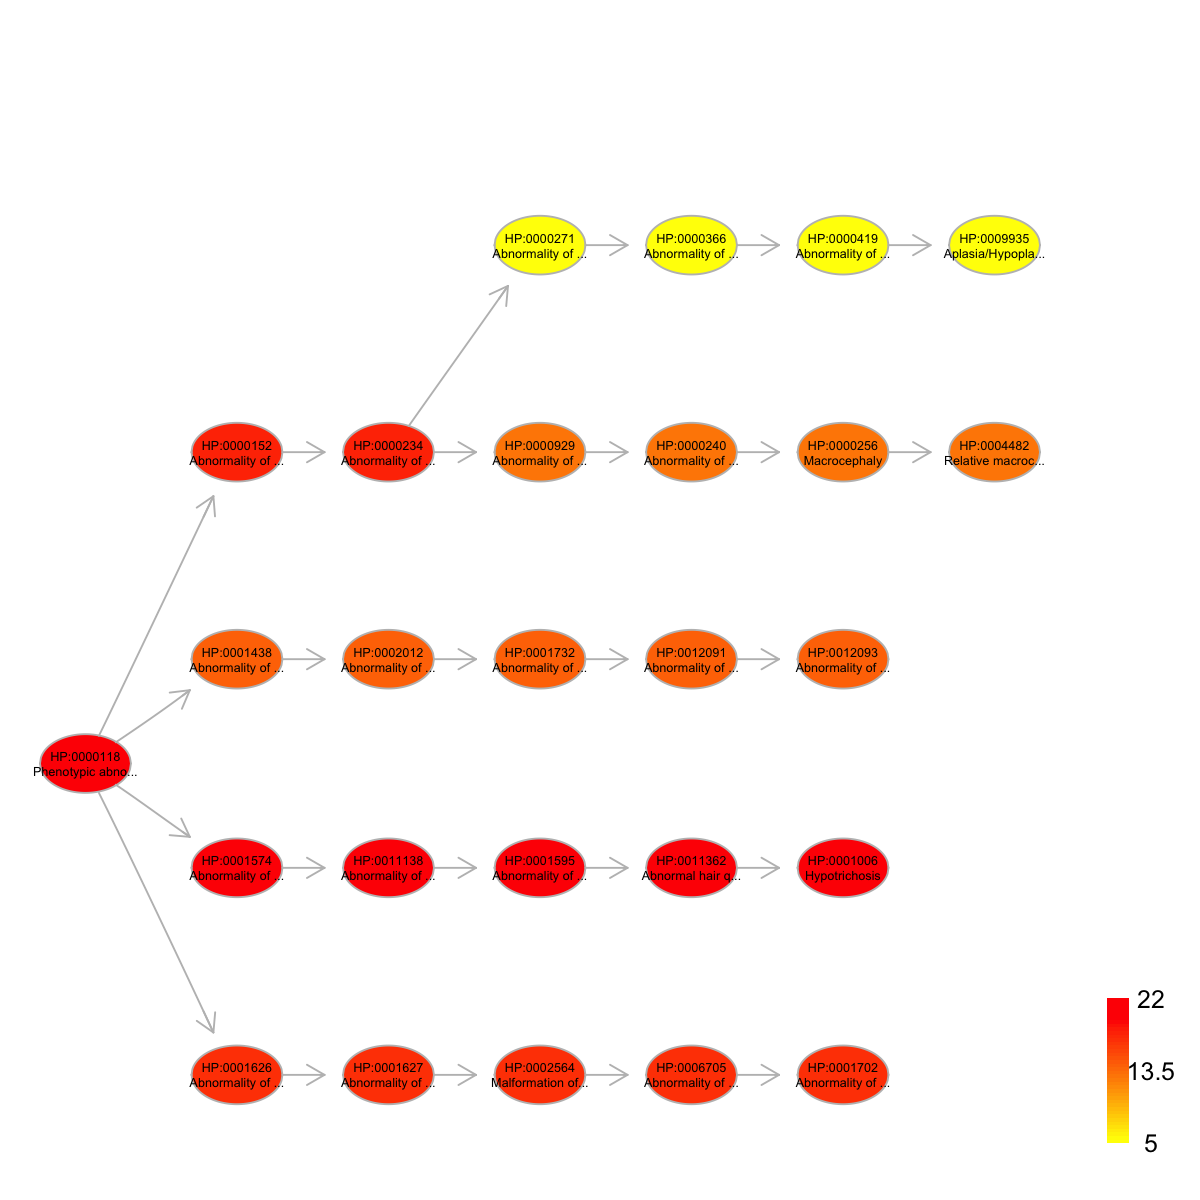 HP:0000271
Abnormality of ...
HP:0000366
Abnormality of ...
HP:0000419
Abnormality of ...
HP:0009935
Aplasia/Hypopla...
HP:0000152
Abnormality of ...
HP:0000234
Abnormality of ...
HP:0000929
Abnormality of ...
HP:0000240
Abnormality of ...
HP:0000256
Macrocephaly
HP:0004482
Relative macroc...
HP:0001438
Abnormality of ...
HP:0002012
Abnormality of ...
HP:0001732
Abnormality of ...
HP:0012091
Abnormality of ...
HP:0012093
Abnormality of ...
HP:0000118
Phenotypic abno...
HP:0001574
Abnormality of ...
HP:0011138
Abnormality of ...
HP:0001595
Abnormality of ...
HP:0011362
Abnormal hair q...
HP:0001006
Hypotrichosis
HP:0001626
Abnormality of ...
HP:0001627
Abnormality of ...
HP:0002564
Malformation of...
HP:0006705
Abnormality of ...
HP:0001702
Abnormality of ...
22
13.5
5